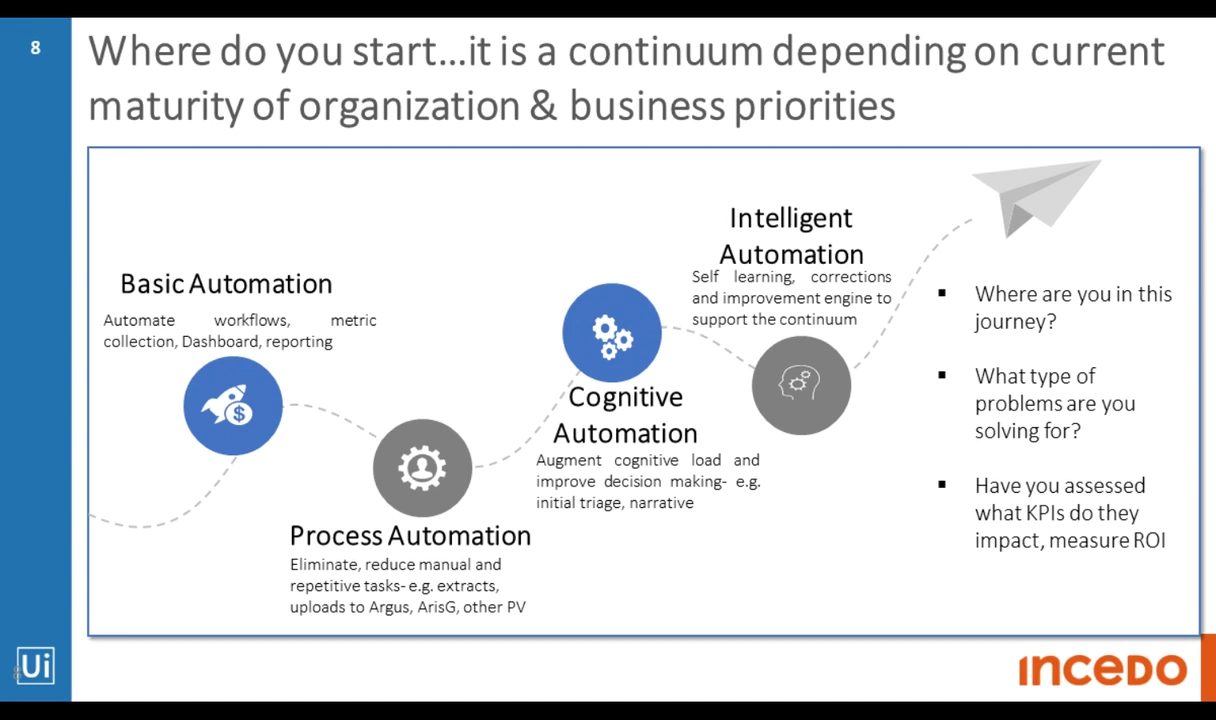 8
Where do you start...it is a continuum depending on current
maturity of organization & business priorities
Basic Automation
Automate workflows, metric
collection, Dashboard, reporting
$
Process Automation
Eliminate, reduce manual and
repetitive tasks- e.g. extracts,
uploads to Argus, ArisG, other PV
Cognitive
Automation
Augment cognitive load and
improve decision making- e.g.
initial triage, narrative
Intelligent
Automation
Self learning, corrections
and improvement engine to
support the continuum
▪ Where are you in this
journey?
▪ What type of
problems are you
solving for?
▪ Have you assessed
what KPIs do they
impact, measure ROI
8
Ui
INCEDO